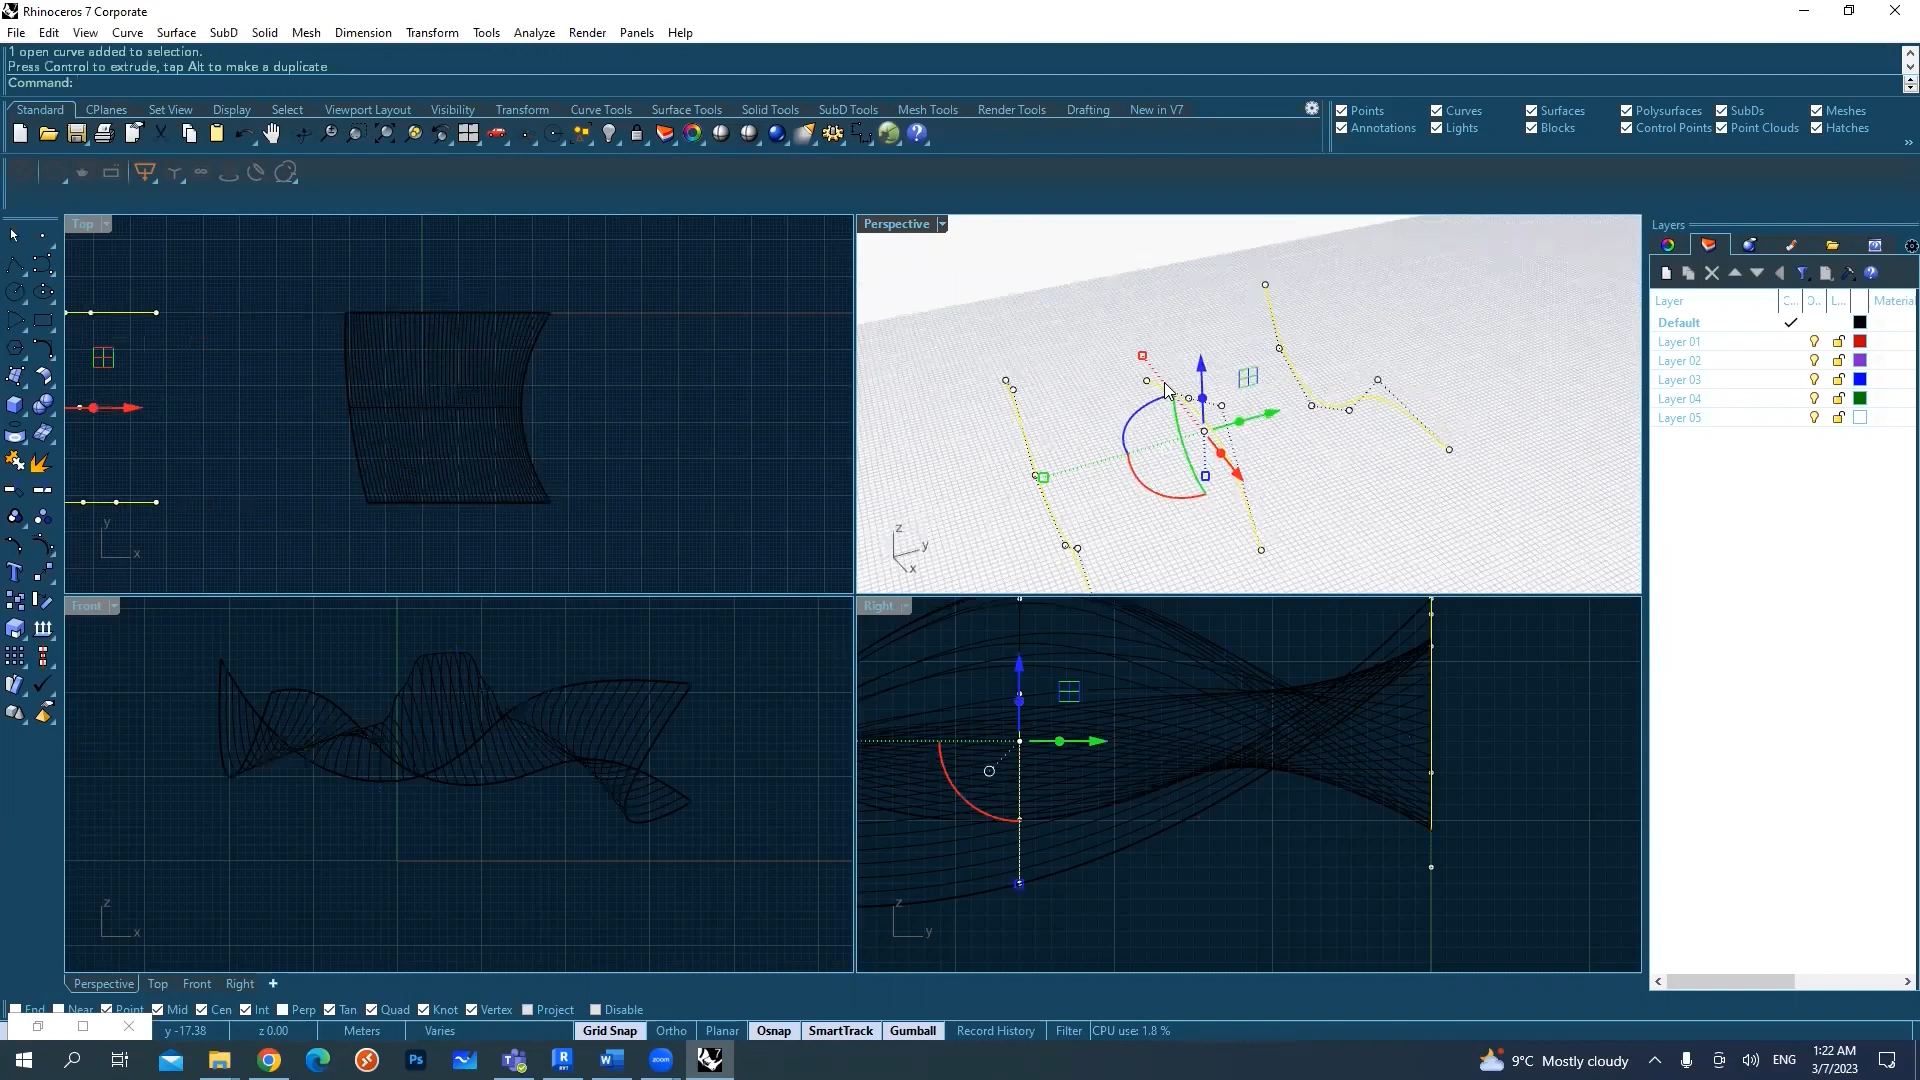 Rhinoceros 7 Corporate
File Edit View Curve Surface SubD Solid Mesh Dimension Transform Tools Analyze Render Panels Help
1 open curve added to selection.
Press Control to extrude, tap Alt to make a duplicate
Command:
Standard CPlanes Set View Display Select Viewport Layout Visibility Transform Curve Tools Surface Tools Solid Tools SubD Tools Mesh Tools Render Tools Drafting New in V7
Points Curves Surfaces Polysurfaces SubDs Meshes
Annotations Lights Blocks Control Points Point Clouds Hatches
Top
Perspective
Layers
Layer C... O.. L... Material
Default
Layer 01
Layer 02
Layer 03
Layer 04
Layer 05
y
x
z
y
x
Front
Right
z
x
z
y
Perspective Top Front Right
End Near Point Mid Cen Int Perp Tan Quad Knot Vertex Project Disable
y -17.38 z 0.00 Meters Varies Grid Snap Ortho Planar Osnap SmartTrack Gumball Record History Filter CPU use: 1.8 %
Ps
R
RVT
W
zoom
7
9°C Mostly cloudy
ENG
1:22 AM
3/7/2023